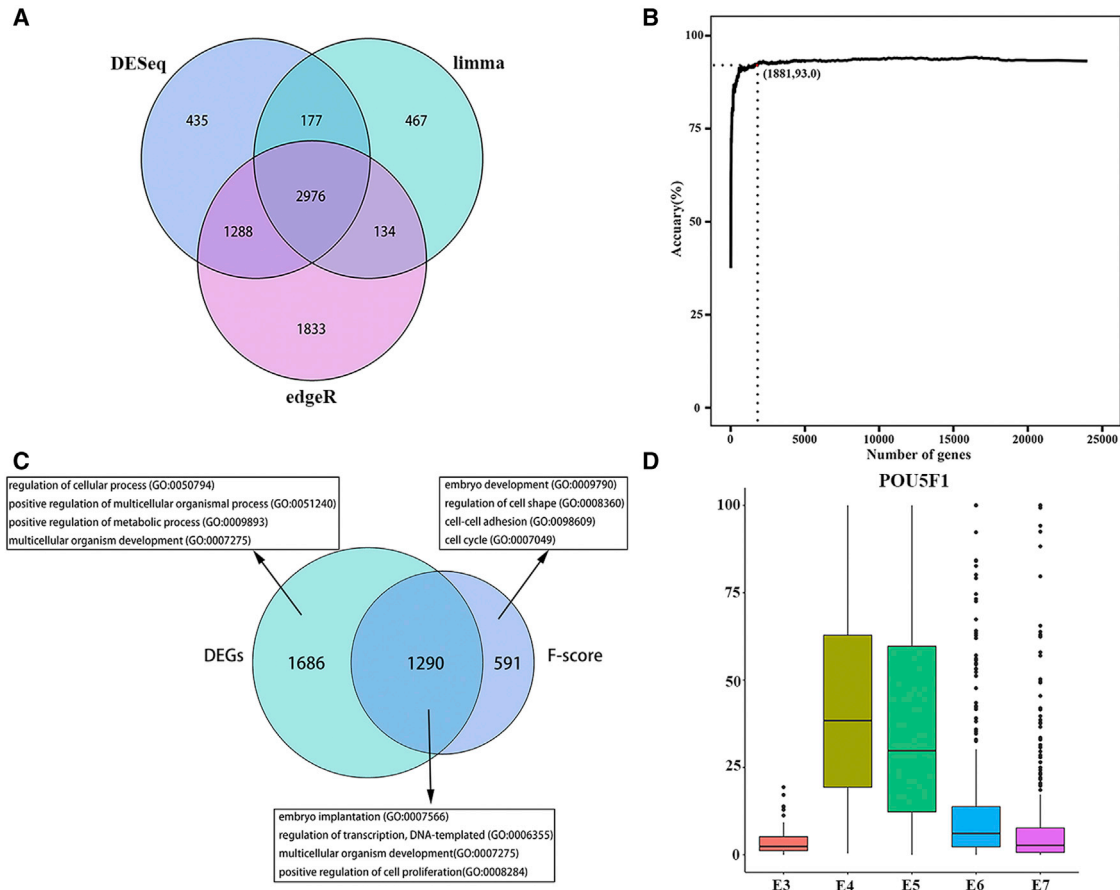 A
DESeq
limma
435
177
467
2976
1288
134
1833
edgeR
B
100
75
50
25
0
Accuary(%)
(1881,93.0)
0
5000
10000
15000
20000
25000
Number of genes
C
regulation of cellular process (GO:0050794)
positive regulation of multicellular organismal process (GO:0051240)
positive regulation of metabolic process (GO:0009893)
multicellular organism development (GO:0007275)
embryo development (GO:0009790)
regulation of cell shape (GO:0008360)
cell-cell adhesion (GO:0098609)
cell cycle (GO:0007049)
DEGs
1686
1290
591
F-score
embryo implantation (GO:0007566)
regulation of transcription, DNA-templated (GO:0006355)
multicellular organism development(GO:0007275)
positive regulation of cell proliferation(GO:0008284)
D
POU5F1
100
75
50
25
0
E3
E4
E5
E6
E7